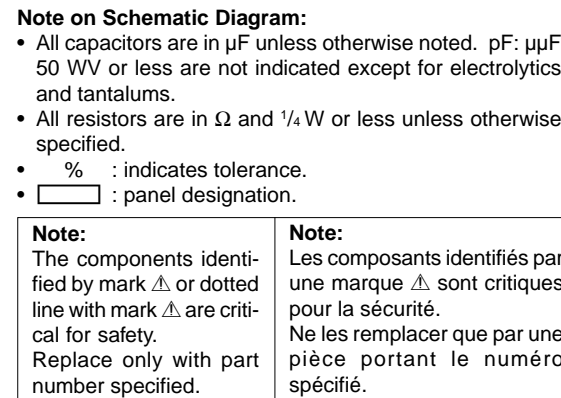 Note on Schematic Diagram:
• All capacitors are in µF unless otherwise noted. pF: µµF
50 WV or less are not indicated except for electrolytics
and tantalums.
• All resistors are in Ω and 1/4 W or less unless otherwise
specified.
• % : indicates tolerance.
• : panel designation.
Note:
The components identi-
fied by mark ⚠ or dotted
line with mark ⚠ are criti-
cal for safety.
Replace only with part
number specified.
Note:
Les composants identifiés par
une marque ⚠ sont critiques
pour la sécurité.
Ne les remplacer que par une
pièce portant le numéro
spécifié.